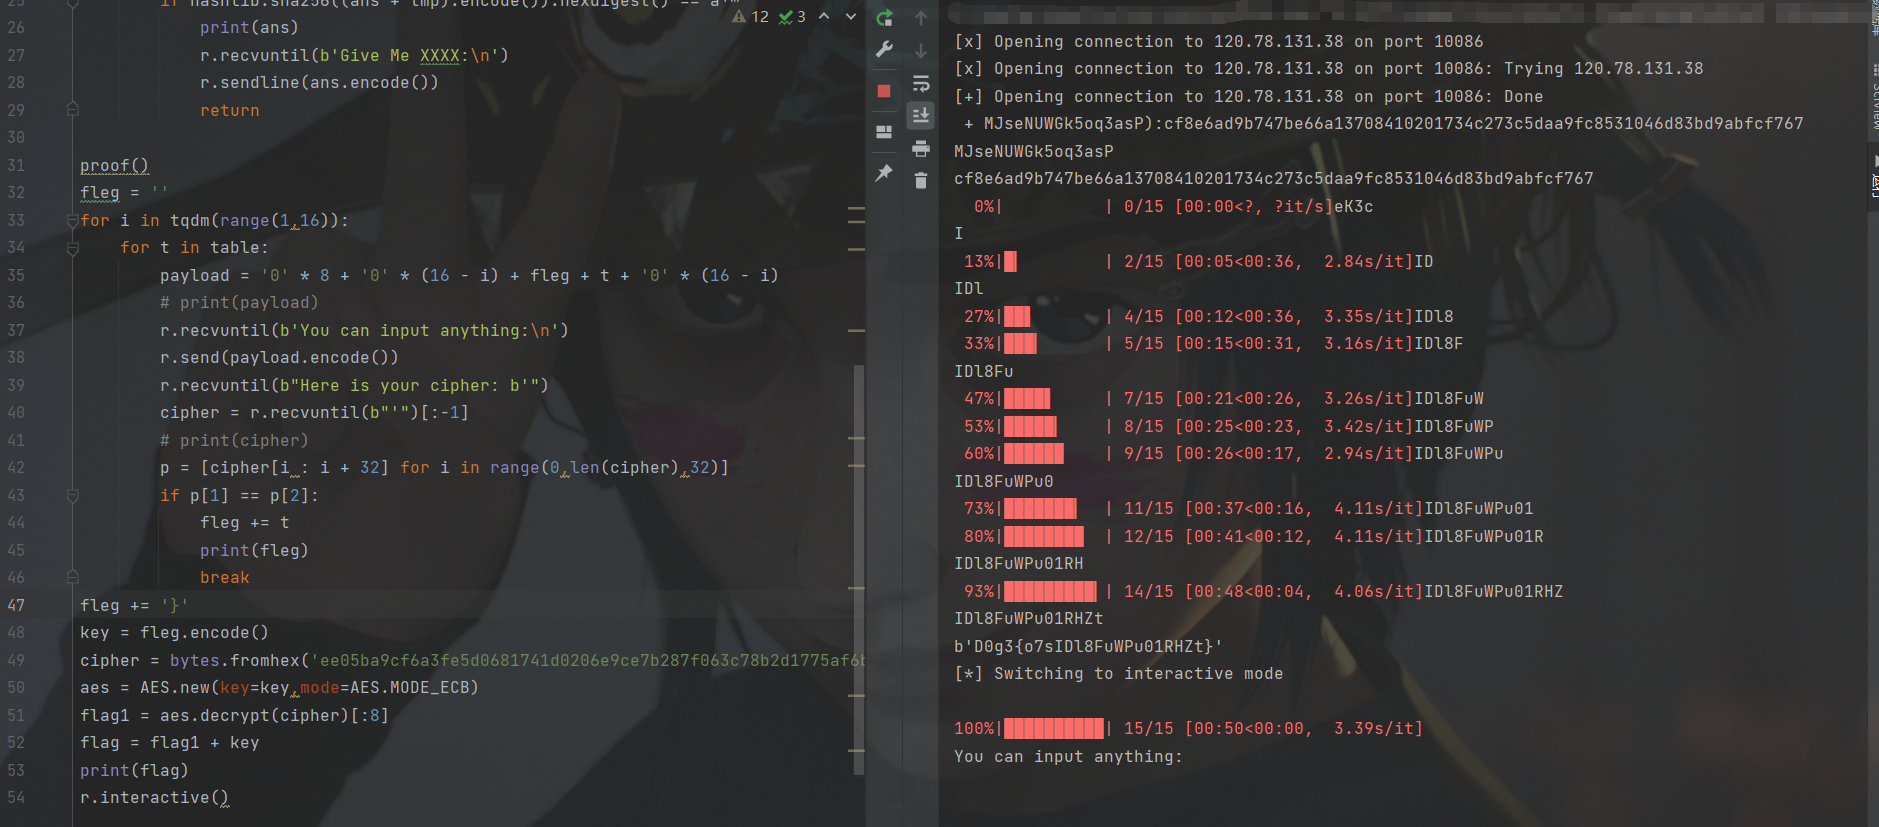 25 if hashlib.sha256((ans + tmp).encode()).hexdigest() == a:
12 3
26 print(ans)
27 r.recvuntil(b'Give Me XXXX:\n')
28 r.sendline(ans.encode())
29 return
30
31 proof()
32 fleg = ''
33 for i in tqdm(range(1,16)):
34 for t in table:
35 payload = '0' * 8 + '0' * (16 - i) + fleg + t + '0' * (16 - i)
36 # print(payload)
37 r.recvuntil(b'You can input anything:\n')
38 r.send(payload.encode())
39 r.recvuntil(b"Here is your cipher: b'")
40 cipher = r.recvuntil(b"'")[:-1]
41 # print(cipher)
42 p = [cipher[i : i + 32] for i in range(0,len(cipher),32)]
43 if p[1] == p[2]:
44 fleg += t
45 print(fleg)
46 break
47 fleg += '}'
48 key = fleg.encode()
49 cipher = bytes.fromhex('ee05ba9cf6a3fe5d0681741d0206e9ce7b287f063c78b2d1775af6b
50 aes = AES.new(key=key,mode=AES.MODE_ECB)
51 flag1 = aes.decrypt(cipher)[:8]
52 flag = flag1 + key
53 print(flag)
54 r.interactive()
[x] Opening connection to 120.78.131.38 on port 10086
[x] Opening connection to 120.78.131.38 on port 10086: Trying 120.78.131.38
[+] Opening connection to 120.78.131.38 on port 10086: Done
+ MJseNUWGk5oq3asP):cf8e6ad9b747be66a13708410201734c273c5daa9fc8531046d83bd9abfcf767
MJseNUWGk5oq3asP
cf8e6ad9b747be66a13708410201734c273c5daa9fc8531046d83bd9abfcf767
0%| | 0/15 [00:00<?, ?it/s]eK3c
I
13%| | 2/15 [00:05<00:36, 2.84s/it]ID
IDl
27%| | 4/15 [00:12<00:36, 3.35s/it]IDl8
33%| | 5/15 [00:15<00:31, 3.16s/it]IDl8F
IDl8Fu
47%| | 7/15 [00:21<00:26, 3.26s/it]IDl8FuW
53%| | 8/15 [00:25<00:23, 3.42s/it]IDl8FuWP
60%| | 9/15 [00:26<00:17, 2.94s/it]IDl8FuWPu
IDl8FuWPu0
73%| | 11/15 [00:37<00:16, 4.11s/it]IDl8FuWPu01
80%| | 12/15 [00:41<00:12, 4.11s/it]IDl8FuWPu01R
IDl8FuWPu01RH
93%| | 14/15 [00:48<00:04, 4.06s/it]IDl8FuWPu01RHZ
IDl8FuWPu01RHZt
b'D0g3{o7sIDl8FuWPu01RHZt}'
[*] Switching to interactive mode
100%| | 15/15 [00:50<00:00, 3.39s/it]
You can input anything:
SciView
运行